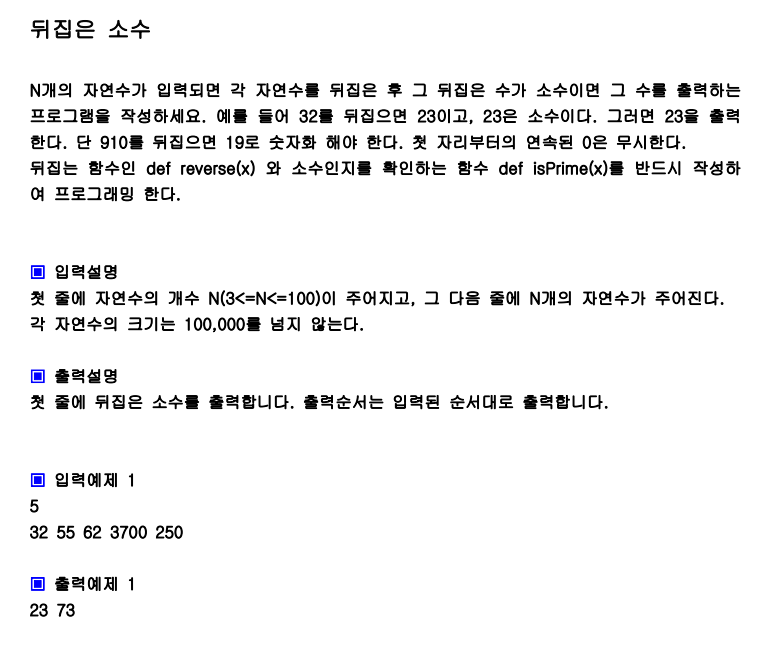 뒤집은 소수
N개의 자연수가 입력되면 각 자연수를 뒤집은 후 그 뒤집은 수가 소수이면 그 수를 출력하는
프로그램을 작성하세요. 예를 들어 32를 뒤집으면 23이고, 23은 소수이다. 그러면 23을 출력
한다. 단 910를 뒤집으면 19로 숫자화 해야 한다. 첫 자리부터의 연속된 0은 무시한다.
뒤집는 함수인 def reverse(x) 와 소수인지를 확인하는 함수 def isPrime(x)를 반드시 작성하
여 프로그래밍 한다.
▣ 입력설명
첫 줄에 자연수의 개수 N(3<=N<=100)이 주어지고, 그 다음 줄에 N개의 자연수가 주어진다.
각 자연수의 크기는 100,000를 넘지 않는다.
▣ 출력설명
첫 줄에 뒤집은 소수를 출력합니다. 출력순서는 입력된 순서대로 출력합니다.
▣ 입력예제 1
5
32 55 62 3700 250
▣ 출력예제 1
23 73